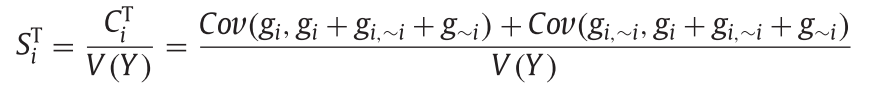 S_i^T = \frac{C_i^T}{V(Y)} = \frac{Cov(g_i, g_i + g_{i,\sim i} + g_{\sim i}) + Cov(g_{i,\sim i}, g_i + g_{i,\sim i} + g_{\sim i})}{V(Y)}